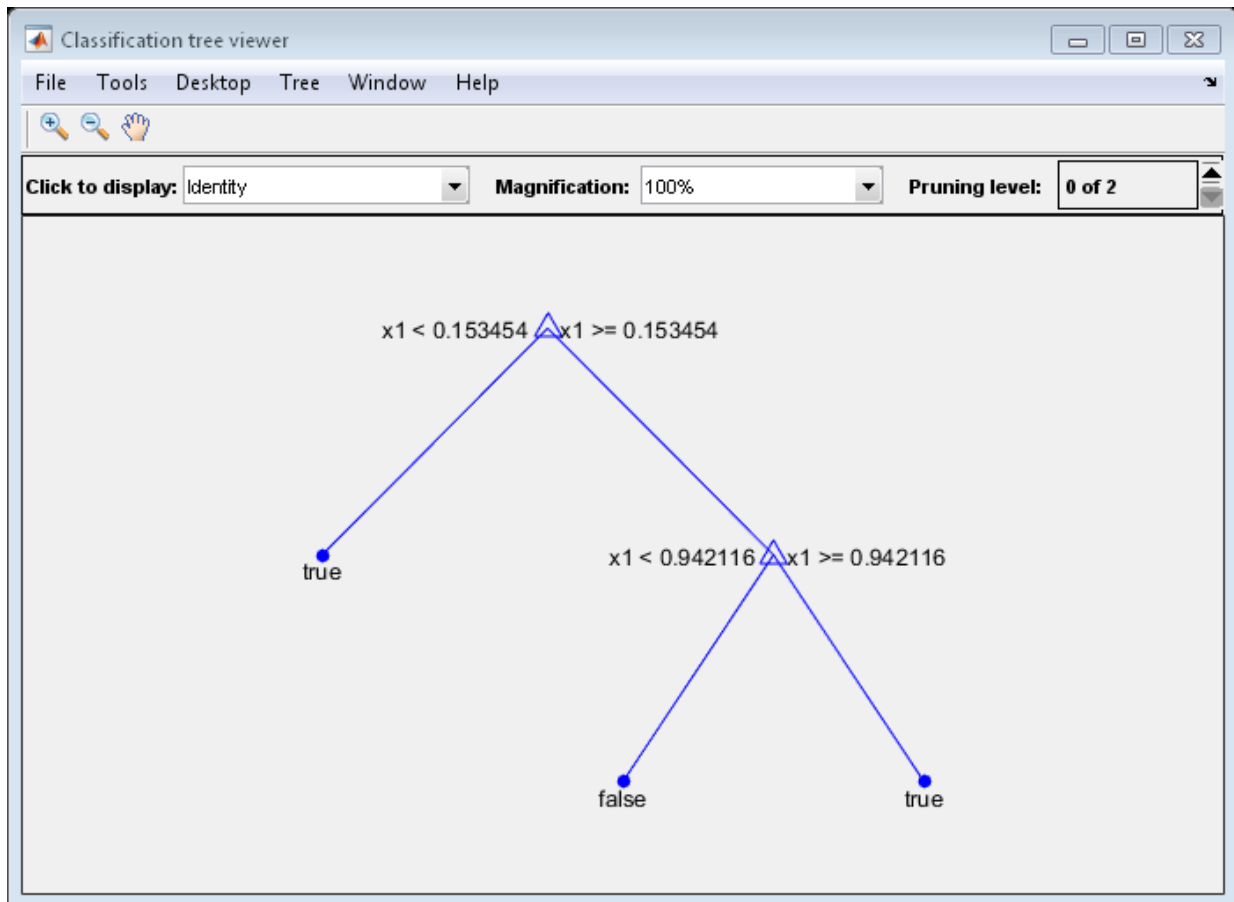 Classification tree viewer
File Tools Desktop Tree Window Help
Click to display: Identity Magnification: 100% Pruning level: 0 of 2
x1 < 0.153454 x1 >= 0.153454
true
x1 < 0.942116 x1 >= 0.942116
false true